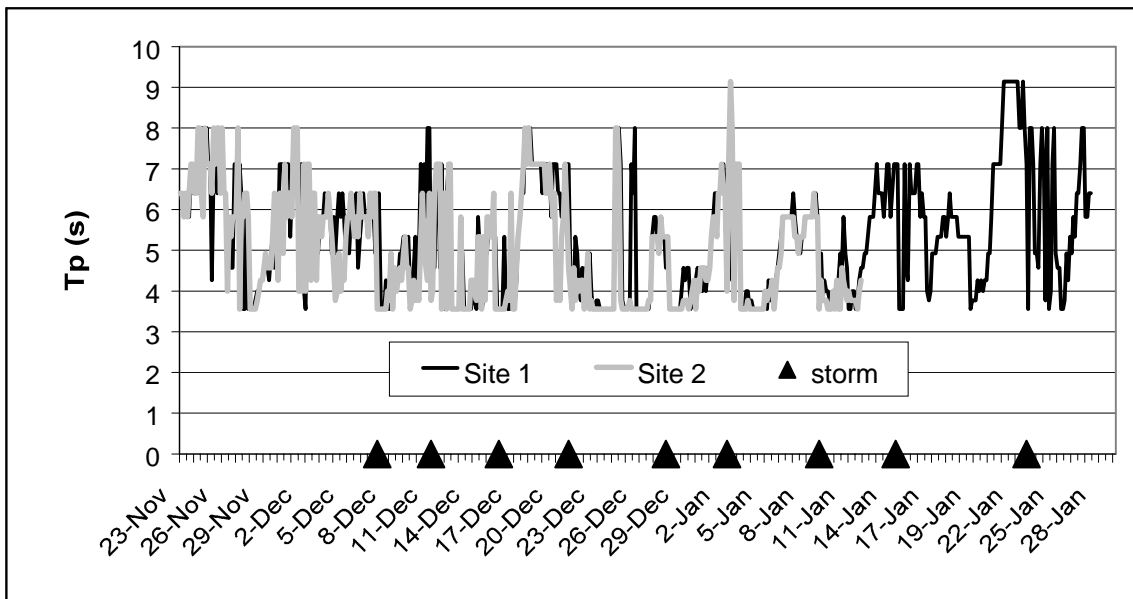 10
9
8
7
6
5
4
3
2
1
0
Tp (s)
Site 1 Site 2 storm
23-Nov
26-Nov
29-Nov
2-Dec
5-Dec
8-Dec
11-Dec
14-Dec
17-Dec
20-Dec
23-Dec
26-Dec
29-Dec
2-Jan
5-Jan
8-Jan
11-Jan
14-Jan
17-Jan
19-Jan
22-Jan
25-Jan
28-Jan